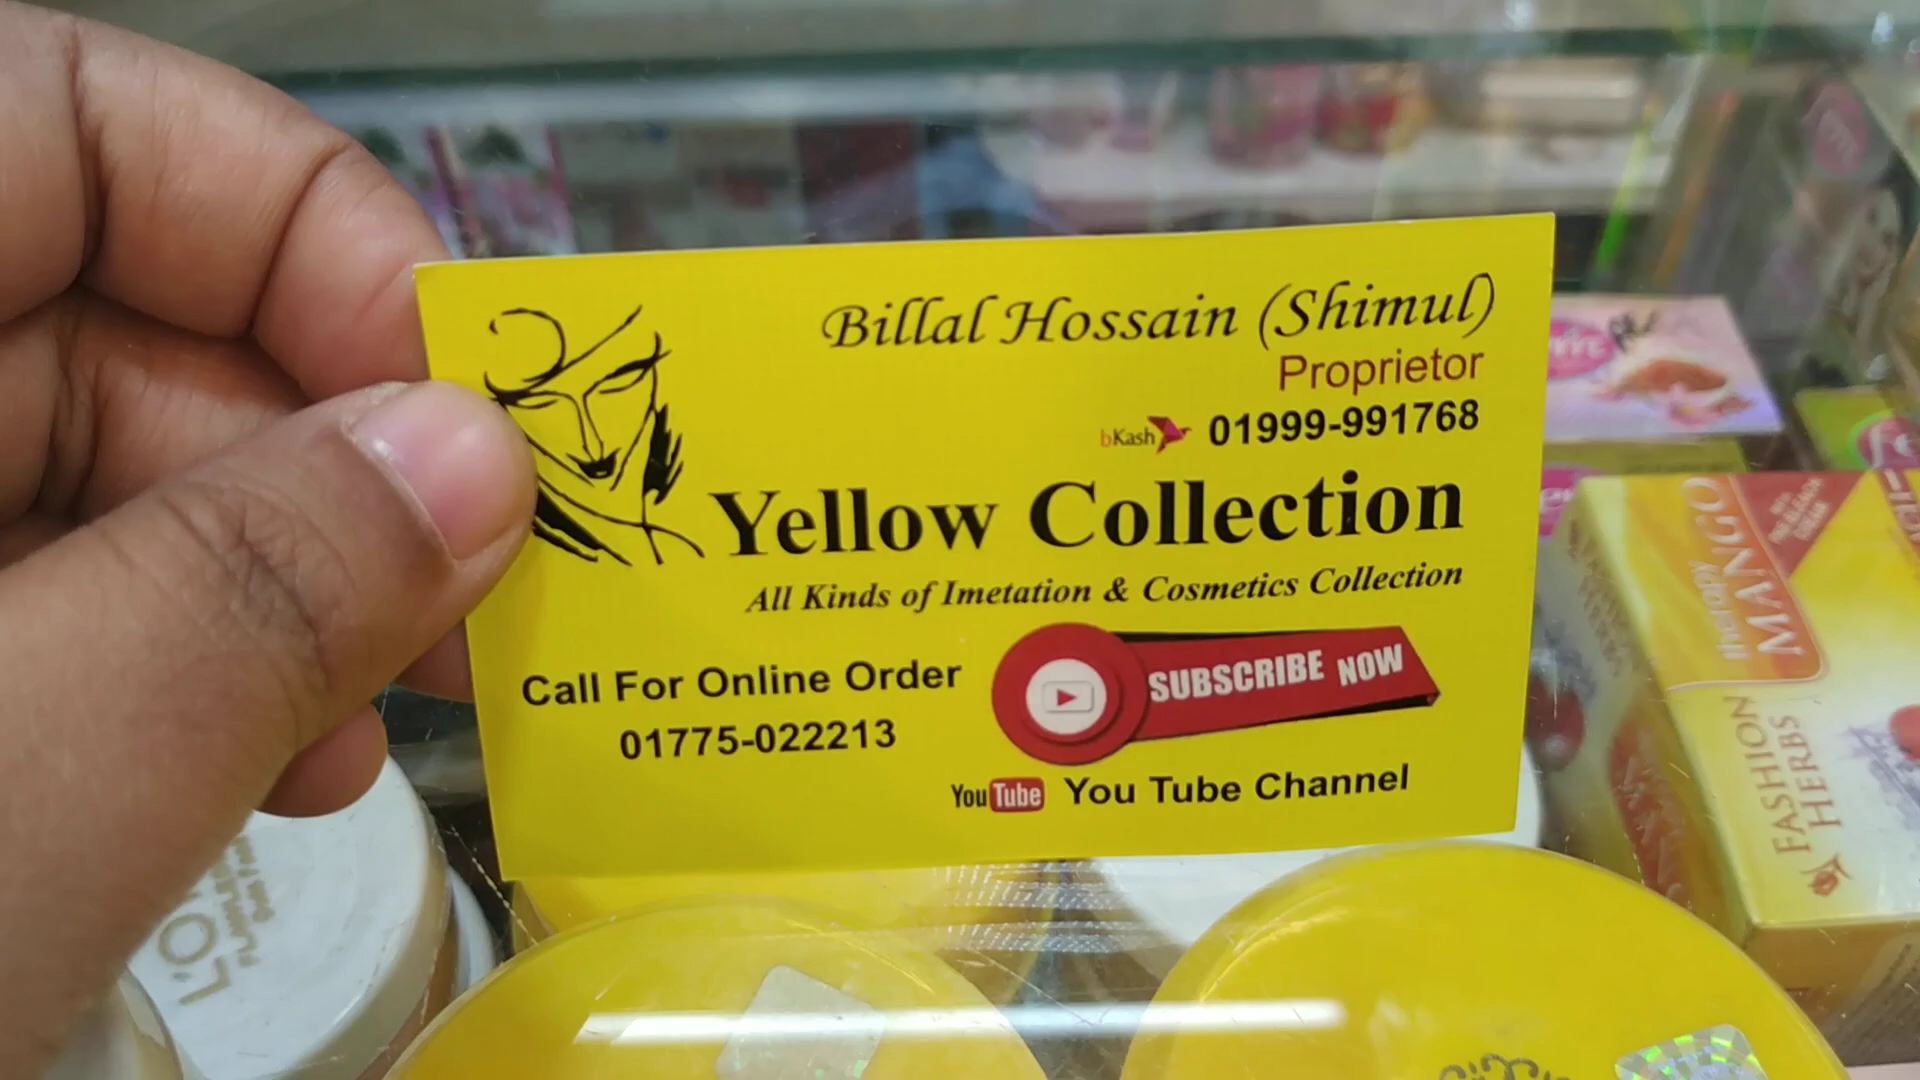 Billal Hossain (Shimul)
Proprietor
bKash 01999-991768
Yellow Collection
All Kinds of Imetation & Cosmetics Collection
Call For Online Order
01775-022213
SUBSCRIBE NOW
YouTube You Tube Channel
therapy
MANGO
FASHION
HERBS
L'O